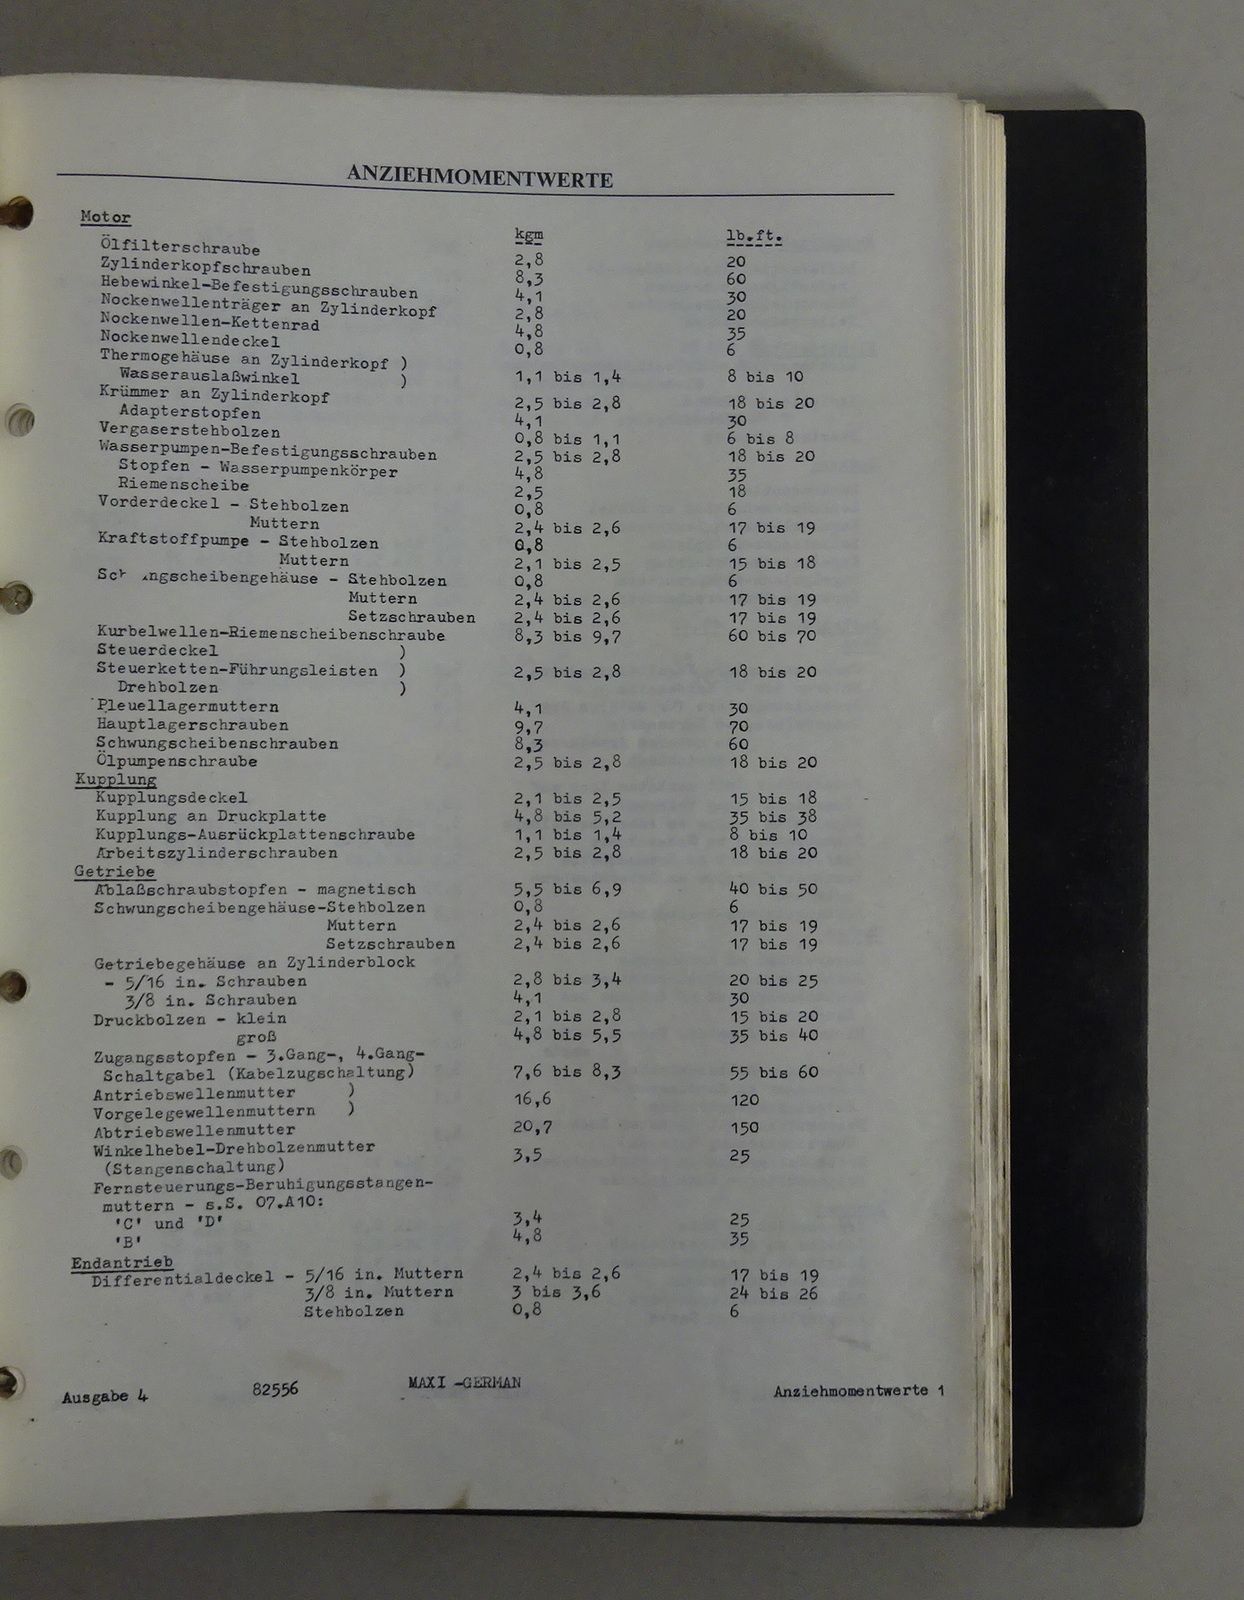 ANZIEHMOMENTWERTE
Motor kgm lb.ft.
Ölfilterschraube 2,8 20
Zylinderkopfschrauben 8,3 60
Hebewinkel-Befestigungsschrauben 4,1 30
Nockenwellenträger an Zylinderkopf 2,8 20
Nockenwellen-Kettenrad 4,8 35
Nockenwellendeckel 0,8 6
Thermogehäuse an Zylinderkopf )
Wasserauslaßwinkel ) 1,1 bis 1,4 8 bis 10
Krümmer an Zylinderkopf 2,5 bis 2,8 18 bis 20
Adapterstopfen 4,1 30
Vergaserstehbolzen 0,8 bis 1,1 6 bis 8
Wasserpumpen-Befestigungsschrauben 2,5 bis 2,8 18 bis 20
Stopfen - Wasserpumpenkörper 4,8 35
Riemenscheibe 2,5 18
Vorderdeckel - Stehbolzen 0,8 6
Muttern 2,4 bis 2,6 17 bis 19
Kraftstoffpumpe - Stehbolzen 0,8 6
Muttern 2,1 bis 2,5 15 bis 18
ngscheibengehäuse - Stehbolzen 0,8 6
Muttern 2,4 bis 2,6 17 bis 19
Setzschrauben 2,4 bis 2,6 17 bis 19
Kurbelwellen-Riemenscheibenschraube 8,3 bis 9,7 60 bis 70
Steuerdeckel )
Steuerketten-Führungsleisten ) 2,5 bis 2,8 18 bis 20
Drehbolzen )
Pleuellagermuttern 4,1 30
Hauptlagerschrauben 9,7 70
Schwungscheibenschrauben 8,3 60
Ölpumpenschraube 2,5 bis 2,8 18 bis 20
Kupplung
Kupplungsdeckel 2,1 bis 2,5 15 bis 18
Kupplung an Druckplatte 4,8 bis 5,2 35 bis 38
Kupplungs-Ausrückplattenschraube 1,1 bis 1,4 8 bis 10
Arbeitszylinderschrauben 2,5 bis 2,8 18 bis 20
Getriebe
Ablaßschraubstopfen - magnetisch 5,5 bis 6,9 40 bis 50
Schwungscheibengehäuse-Stehbolzen 0,8 6
Muttern 2,4 bis 2,6 17 bis 19
Setzschrauben 2,4 bis 2,6 17 bis 19
Getriebegehäuse an Zylinderblock
- 5/16 in. Schrauben 2,8 bis 3,4 20 bis 25
3/8 in. Schrauben 4,1 30
Druckbolzen - klein 2,1 bis 2,8 15 bis 20
groß 4,8 bis 5,5 35 bis 40
Zugangsstopfen - 3.Gang-, 4.Gang-
Schaltgabel (Kabelzugschaltung) 7,6 bis 8,3 55 bis 60
Antriebswellenmutter ) 16,6 120
Vorgelegewellenmuttern )
Abtriebswellenmutter 20,7 150
Winkelhebel-Drehbolzenmutter 3,5 25
(Stangenschaltung)
Fernsteuerungs-Beruhigungsstangen-
muttern - s.S. 07.A10:
'C' und 'D' 3,4 25
'B' 4,8 35
Endantrieb
Differentialdeckel - 5/16 in. Muttern 2,4 bis 2,6 17 bis 19
3/8 in. Muttern 3 bis 3,6 24 bis 26
Stehbolzen 0,8 6
Ausgabe 4 82556 MAXI -GERMAN Anziehmomentwerte 1